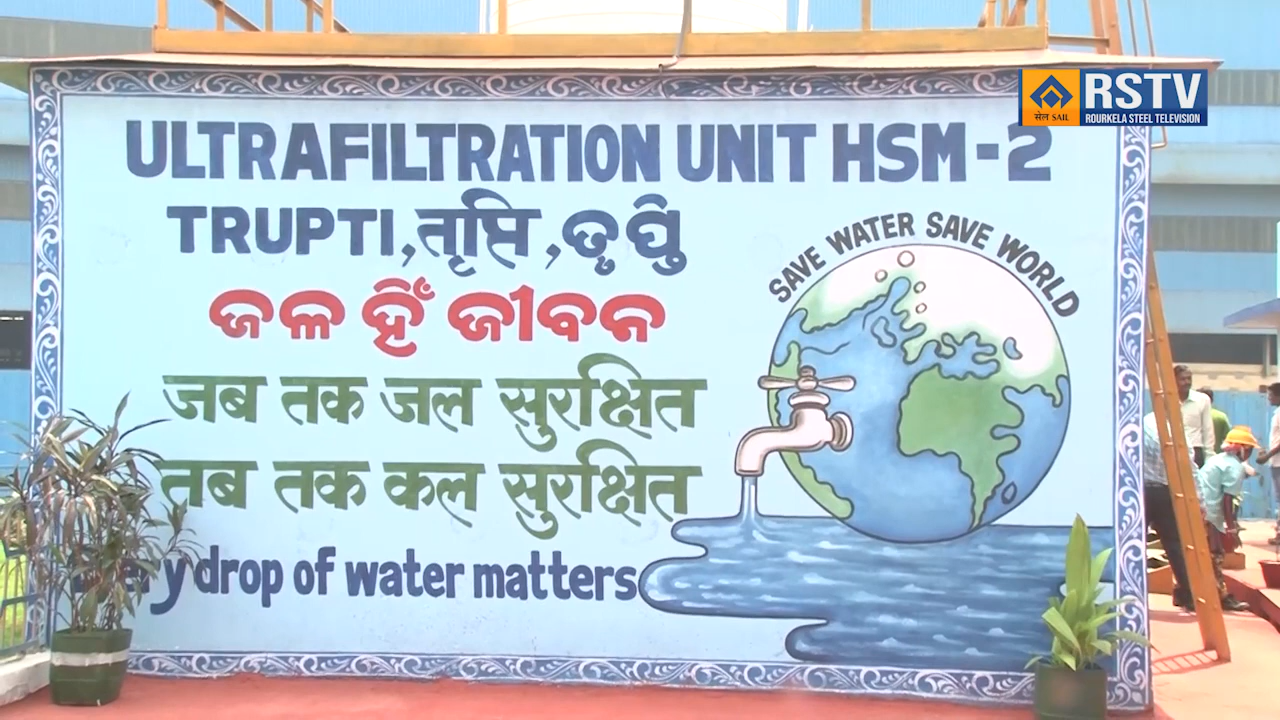 सेल SAIL
RSTV
ROURKELA STEEL TELEVISION
ULTRAFILTRATION UNIT HSM-2
TRUPTI, तृप्ति, ତୃପ୍ତି
SAVE WATER SAVE WORLD
ଜଳ ହିଁ ଜୀବନ
जब तक जल सुरक्षित
तब तक कल सुरक्षित
Every drop of water matters